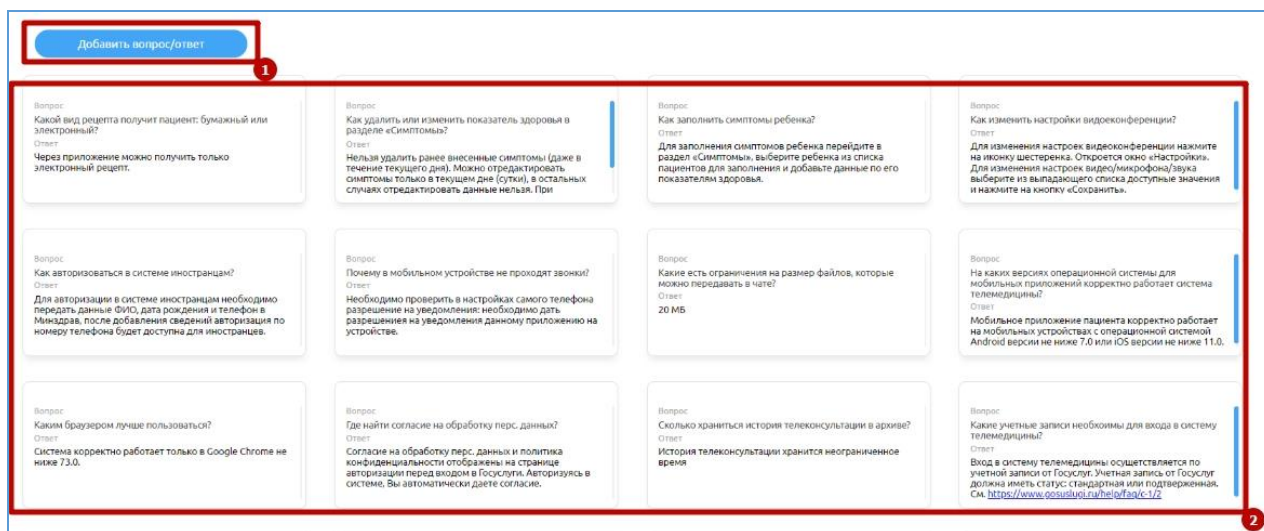 Добавить вопрос/ответ
1
Вопрос
Какой вид рецепта получит пациент: бумажный или
электронный?
Ответ
Через приложение можно получить только
электронный рецепт.
Вопрос
Как удалить или изменить показатель здоровья в
разделе «Симптомы»?
Ответ
Нельзя удалить ранее внесенные симптомы (даже в
течение текущего дня). Можно отредактировать
симптомы только в текущем дне (сутки), в остальных
случаях отредактировать данные нельзя. При
Вопрос
Как заполнить симптомы ребенка?
Ответ
Для заполнения симптомов ребенка перейдите в
раздел «Симптомы», выберите ребенка из списка
пациентов для заполнения и добавьте данные по его
показателям здоровья.
Вопрос
Как изменить настройки видеоконференции?
Ответ
Для изменения настроек видеоконференции нажмите
на иконку шестеренка. Откроется окно «Настройки».
Для изменения настроек видео/микрофона/звука
выберите из выпадающего списка доступные значения
и нажмите на кнопку «Сохранить».
Вопрос
Как авторизоваться в системе иностранцам?
Ответ
Для авторизации в системе иностранцам необходимо
передать данные ФИО, дата рождения и телефон в
Минздрав, после добавления сведений авторизация по
номеру телефона будет доступна для иностранцев.
Вопрос
Почему в мобильном устройстве не проходят звонки?
Ответ
Необходимо проверить в настройках самого телефона
разрешение на уведомления: необходимо дать
разрешениея на уведомления данному приложению на
устройстве.
Вопрос
Какие есть ограничения на размер файлов, которые
можно передавать в чате?
Ответ
20 МБ
Вопрос
На каких версиях операционной системы для
мобильных приложений корректно работает система
телемедицины?
Ответ
Мобильное приложение пациента корректно работает
на мобильных устройствах с операционной системой
Android версии не ниже 7.0 или iOS версии не ниже 11.0.
Вопрос
Каким браузером лучше пользоваться?
Ответ
Система корректно работает только в Google Chrome не
ниже 73.0.
Вопрос
Где найти согласие на обработку перс. данных?
Ответ
Согласие на обработку перс. данных и политика
конфиденциальности отображены на странице
авторизации перед входом в Госуслуги. Авторизуясь в
системе, Вы автоматически даете согласие.
Вопрос
Сколько храниться история телеконсультации в архиве?
Ответ
История телеконсультации хранится неограниченное
время
Вопрос
Какие учетные записи необхоимы для входа в систему
телемедицины?
Ответ
Вход в систему телемедицины осущетствляется по
учетной записи от Госуслуг. Учетная запись от Госуслуг
должна иметь статус: стандартная или подтвержденная.
См. https://www.gosuslugi.ru/help/faq/c-1/2
2